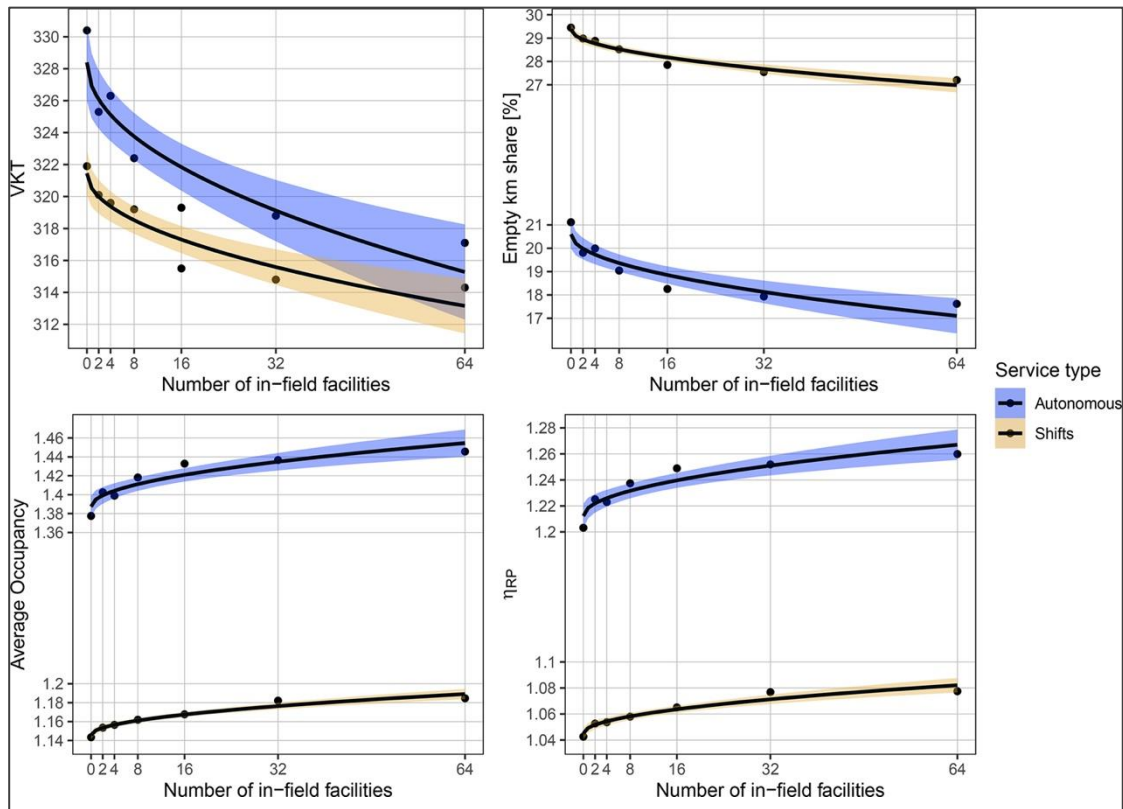 VKT
330
328
326
324
322
320
318
316
314
312
0 2 4 8 16 32 64
Number of in-field facilities
Empty km share [%]
30
29
28
27
21
20
19
18
17
0 2 4 8 16 32 64
Number of in-field facilities
Service type
Autonomous
Shifts
Average Occupancy
1.46
1.44
1.42
1.4
1.38
1.36
1.2
1.18
1.16
1.14
0 2 4 8 16 32 64
Number of in-field facilities
ηRP
1.28
1.26
1.24
1.22
1.2
1.1
1.08
1.06
1.04
0 2 4 8 16 32 64
Number of in-field facilities